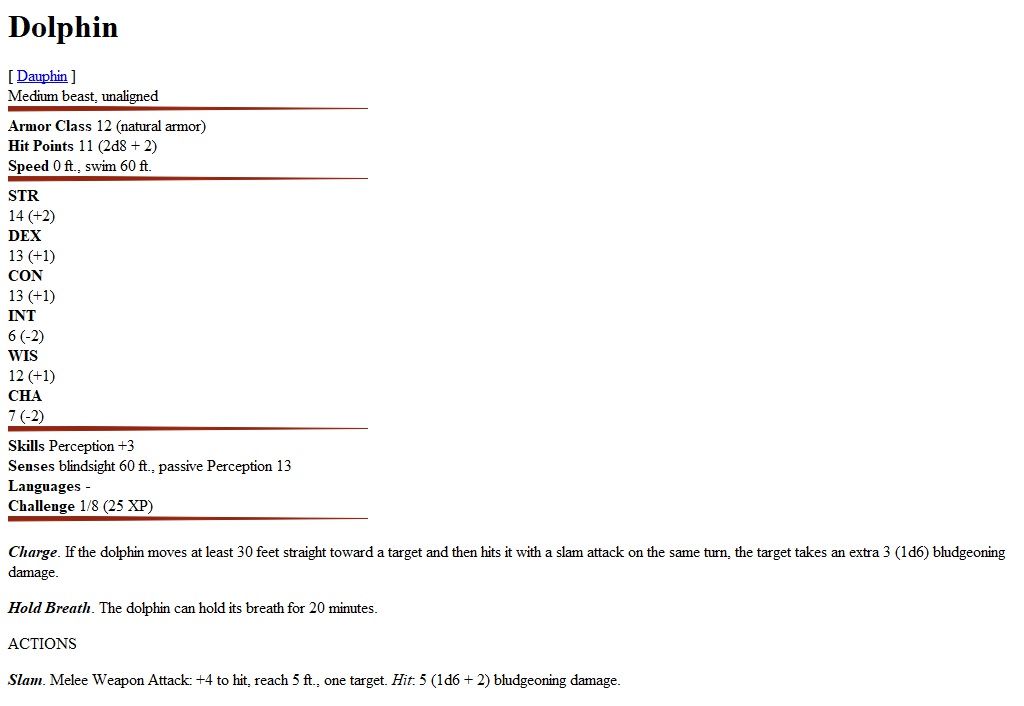 Dolphin
[ Dauphin ]
Medium beast, unaligned
Armor Class 12 (natural armor)
Hit Points 11 (2d8 + 2)
Speed 0 ft., swim 60 ft.
STR
14 (+2)
DEX
13 (+1)
CON
13 (+1)
INT
6 (-2)
WIS
12 (+1)
CHA
7 (-2)
Skills Perception +3
Senses blindsight 60 ft., passive Perception 13
Languages -
Challenge 1/8 (25 XP)
Charge. If the dolphin moves at least 30 feet straight toward a target and then hits it with a slam attack on the same turn, the target takes an extra 3 (1d6) bludgeoning
damage.
Hold Breath. The dolphin can hold its breath for 20 minutes.
ACTIONS
Slam. Melee Weapon Attack: +4 to hit, reach 5 ft., one target. Hit: 5 (1d6 + 2) bludgeoning damage.